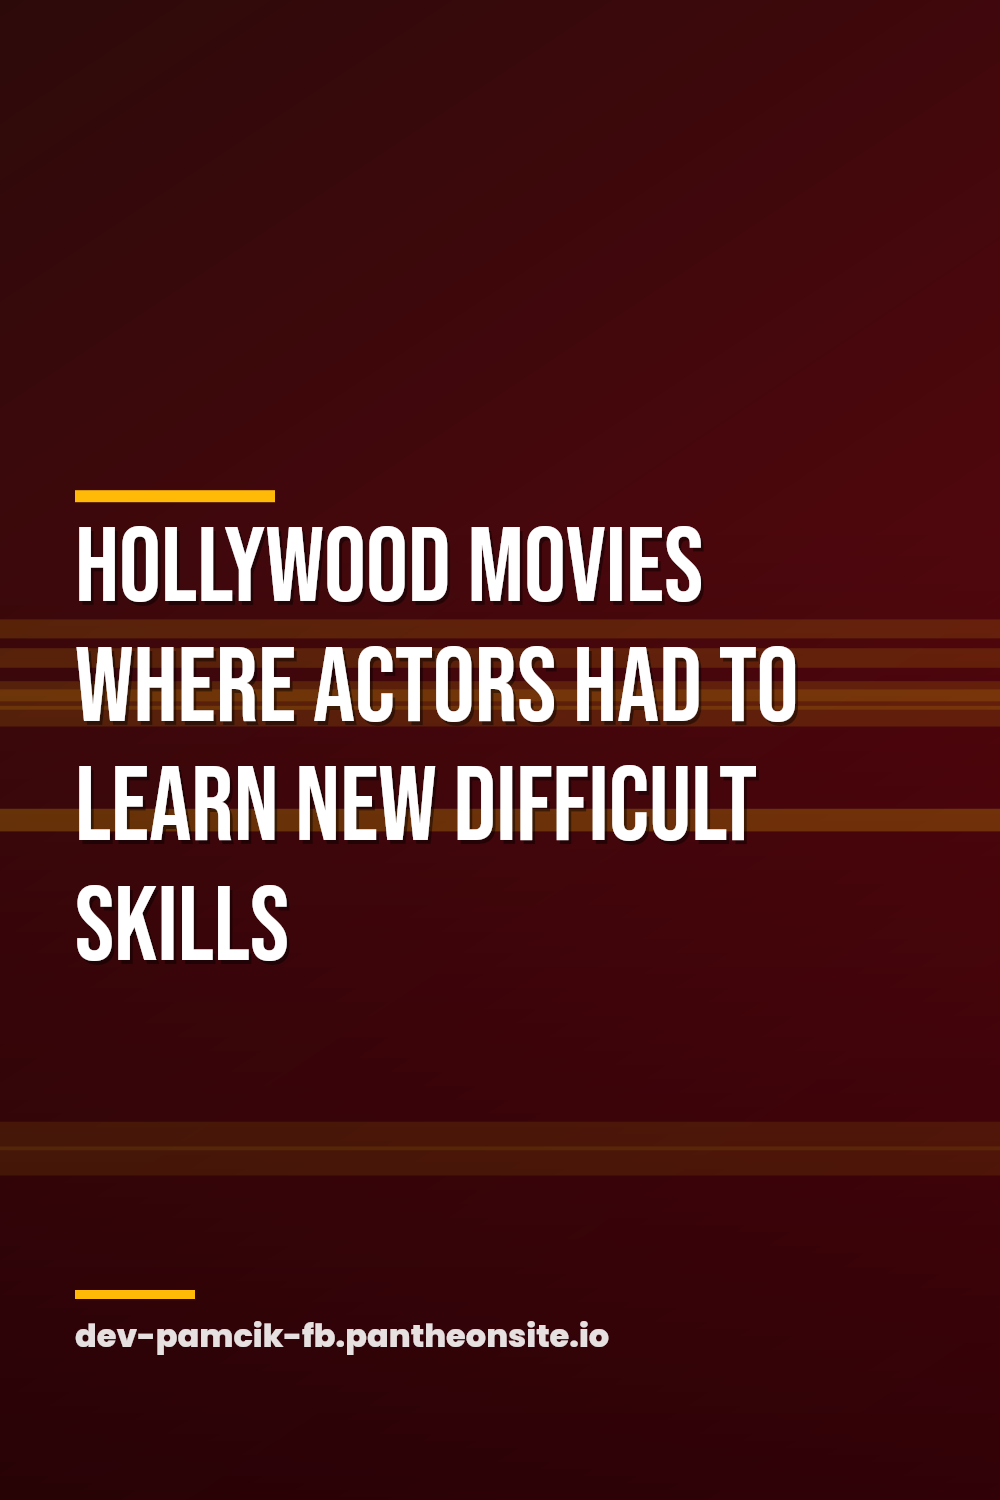 HOLLYWOOD MOVIES
WHERE ACTORS HAD TO
LEARN NEW DIFFICULT
SKILLS
dev-pamcik-fb.pantheonsite.io